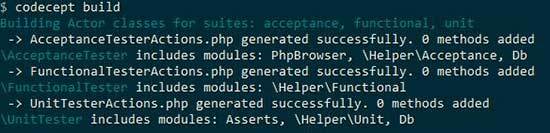 $ codecept build
Building Actor classes for suites: acceptance, functional, unit
 -> AcceptanceTesterActions.php generated successfully. 0 methods added
\AcceptanceTester includes modules: PhpBrowser, \Helper\Acceptance, Db
 -> FunctionalTesterActions.php generated successfully. 0 methods added
\FunctionalTester includes modules: \Helper\Functional
 -> UnitTesterActions.php generated successfully. 0 methods added
\UnitTester includes modules: Asserts, \Helper\Unit, Db